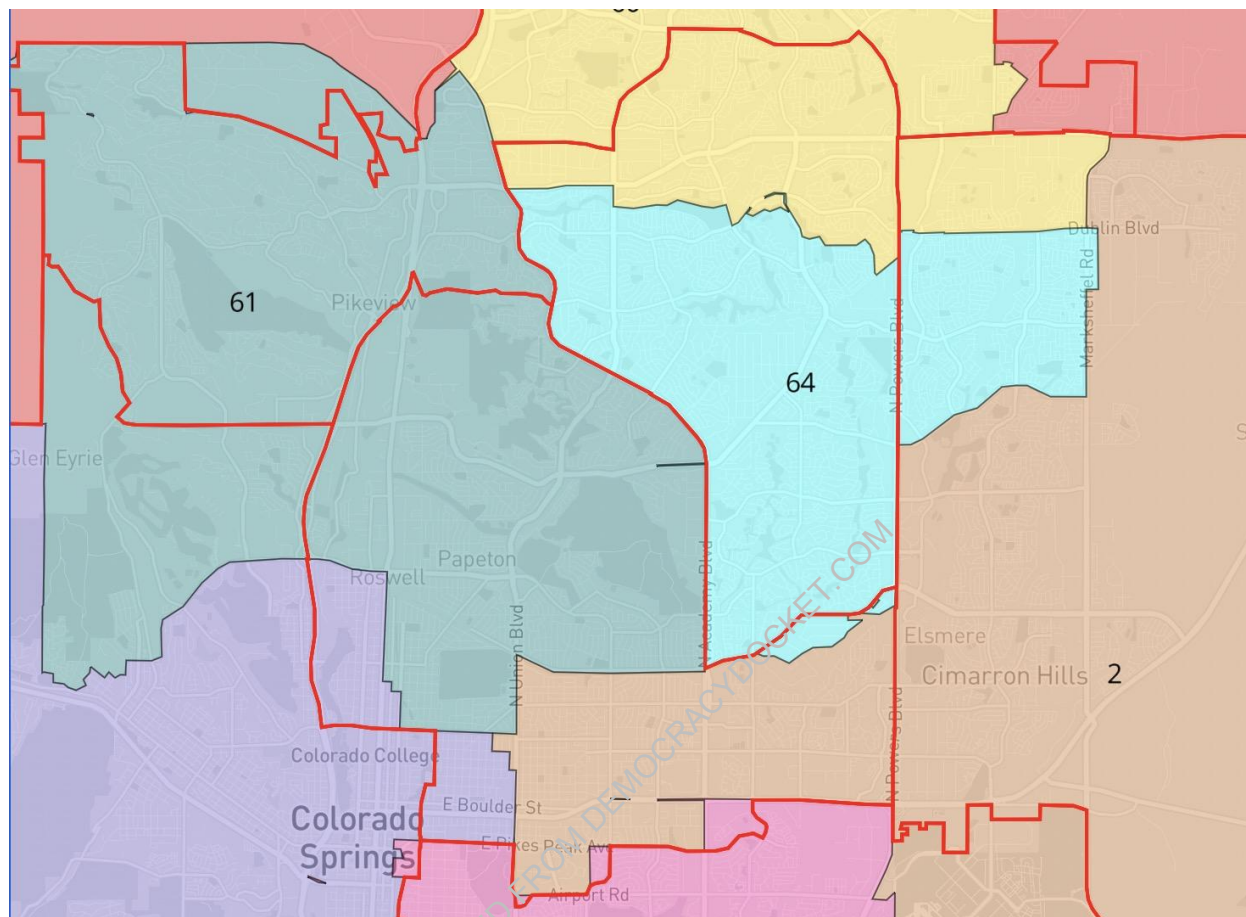 Dublin Blvd
Marksheffel Rd
61
Pikeview
N Powers Blvd
64
Glen Eyrie
Papeton
Roswell
N Academy Blvd
N Union Blvd
Elsmere
Cimarron Hills
2
N Powers Blvd
Colorado College
E Boulder St
Colorado
Springs
E Pikes Peak Ave
Airport Rd
FROM DEMOCRACYDOCKET.COM